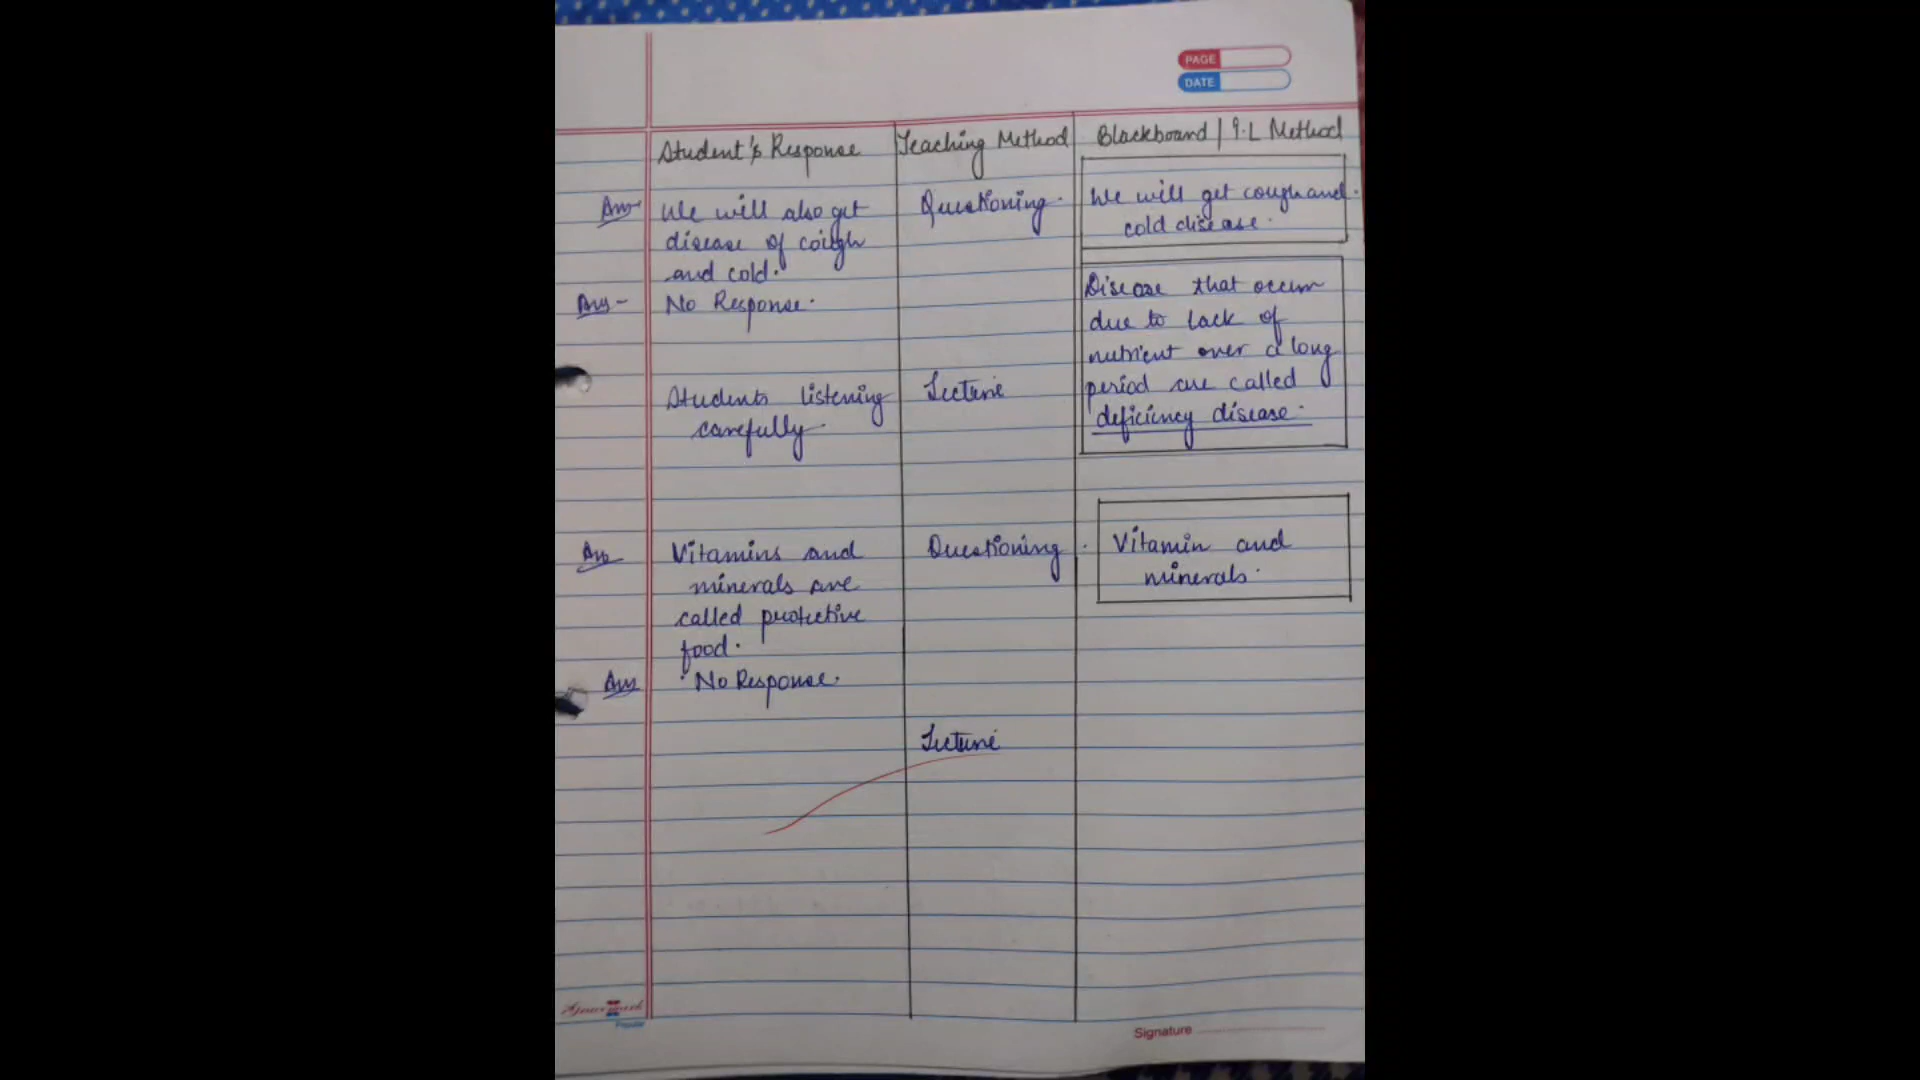 PAGE
DATE
Student's Response
Teaching Method
Blackboard / I.L Method
Ans- We will also get
disease of cough
and cold.
Ans - No Response.
Students listening
carefully.
Ans Vitamins and
minerals are
called protective
food.
Ans . No Response.
Questioning.
Lecture
Questioning
Lecture
We will get cough and
cold disease.
Disease that occurr
due to lack of
nutrient over a long
period are called
deficiency disease.
Vitamin and
minerals.
Popular
Signature